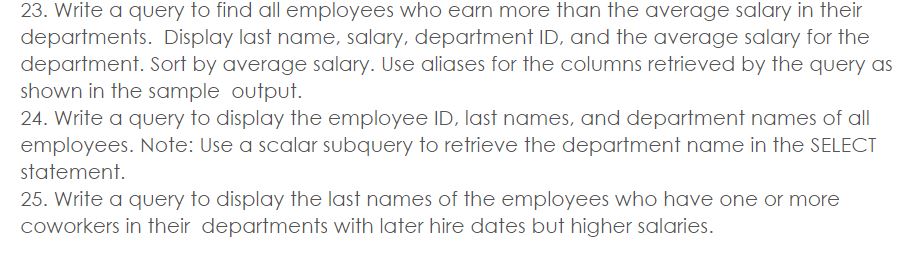 23. Write a query to find all employees who earn more than the average salary in their
departments.  Display last name, salary, department ID, and the average salary for the
department. Sort by average salary. Use aliases for the columns retrieved by the query as
shown in the sample  output.
24. Write a query to display the employee ID, last names, and department names of all
employees. Note: Use a scalar subquery to retrieve the department name in the SELECT
statement.
25. Write a query to display the last names of the employees who have one or more
coworkers in their  departments with later hire dates but higher salaries.